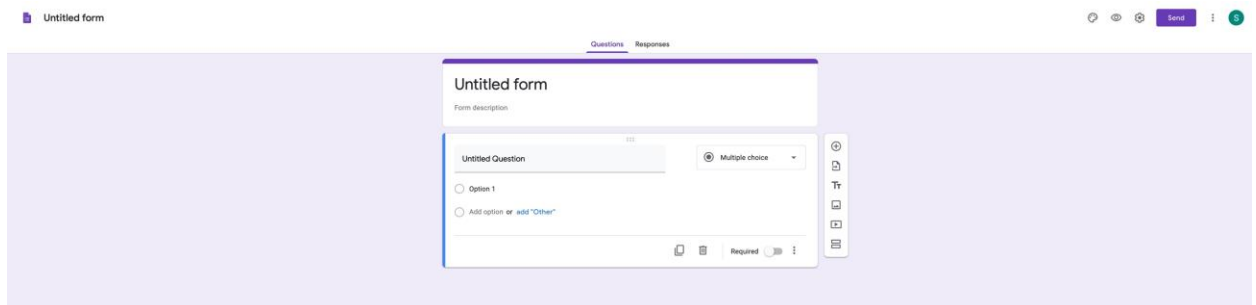 Untitled form
Send
S
Questions Responses
Untitled form
Form description
Untitled Question
Multiple choice
Option 1
Add option or add "Other"
Required
Tт